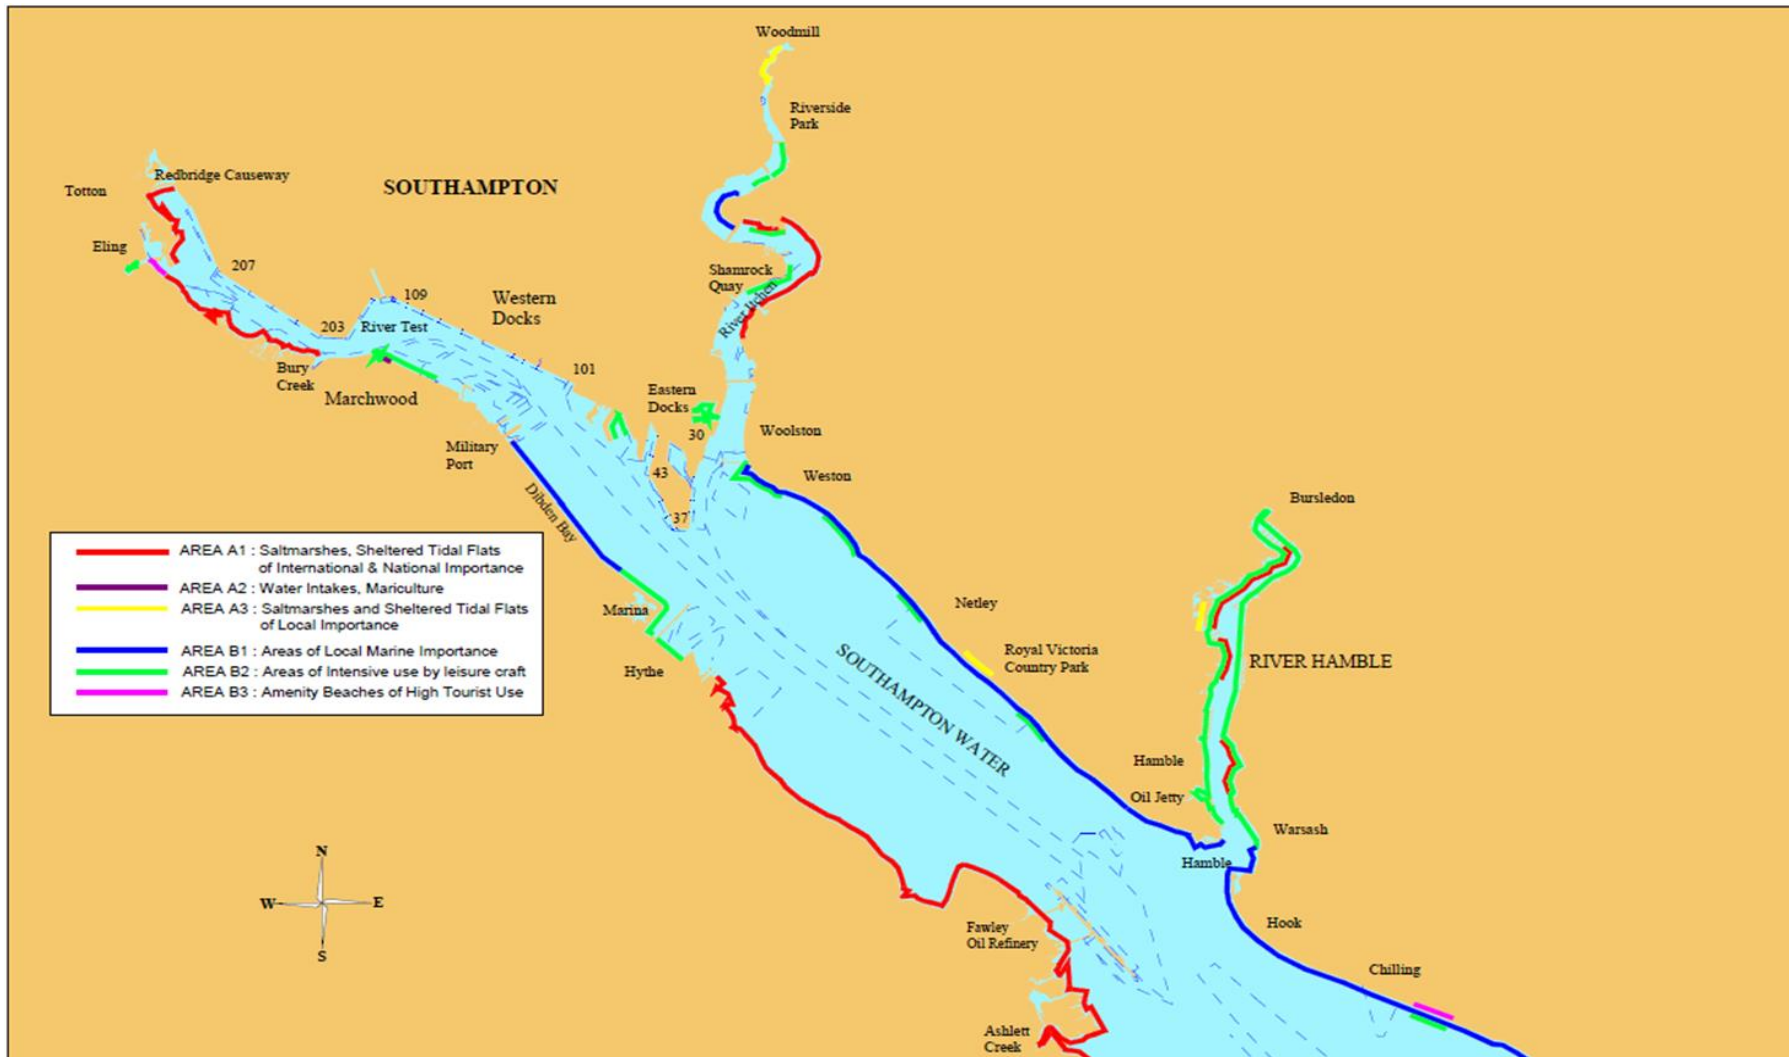 Woodmill
Riverside
Park
Redbridge Causeway
SOUTHAMPTON
Totton
Eling
207
Shamrock
Quay
River Itchen
109
Western
Docks
203
River Test
Bury
Creek
101
Marchwood
Eastern
Docks
30
Woolston
Military
Port
43
Weston
37
Dibden Bay
Bursledon
AREA A1 : Saltmarshes, Sheltered Tidal Flats
of International & National Importance
AREA A2 : Water Intakes, Mariculture
AREA A3 : Saltmarshes and Sheltered Tidal Flats
of Local Importance
AREA B1 : Areas of Local Marine Importance
AREA B2 : Areas of Intensive use by leisure craft
AREA B3 : Amenity Beaches of High Tourist Use
Marina
Hythe
Netley
Royal Victoria
Country Park
RIVER HAMBLE
SOUTHAMPTON WATER
Hamble
Oil Jetty
Warsash
Hamble
N
W
E
S
Hook
Fawley
Oil Refinery
Chilling
Ashlett
Creek